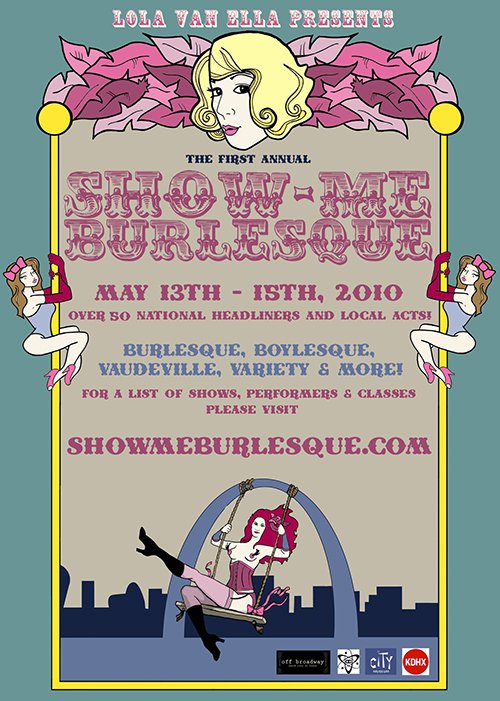 LOLA VAN ELLA PRESENTS
THE FIRST ANNUAL
SHOW-ME
BURLESQUE
MAY 13TH - 15TH, 2010
OVER 50 NATIONAL HEADLINERS AND LOCAL ACTS!
BURLESQUE, BOYLESQUE,
VAUDEVILLE, VARIETY & MORE!
FOR A LIST OF SHOWS, PERFORMERS & CLASSES
PLEASE VISIT
SHOWMEBURLESQUE.COM
off broadway
CITY
MUSEUM
KDHX